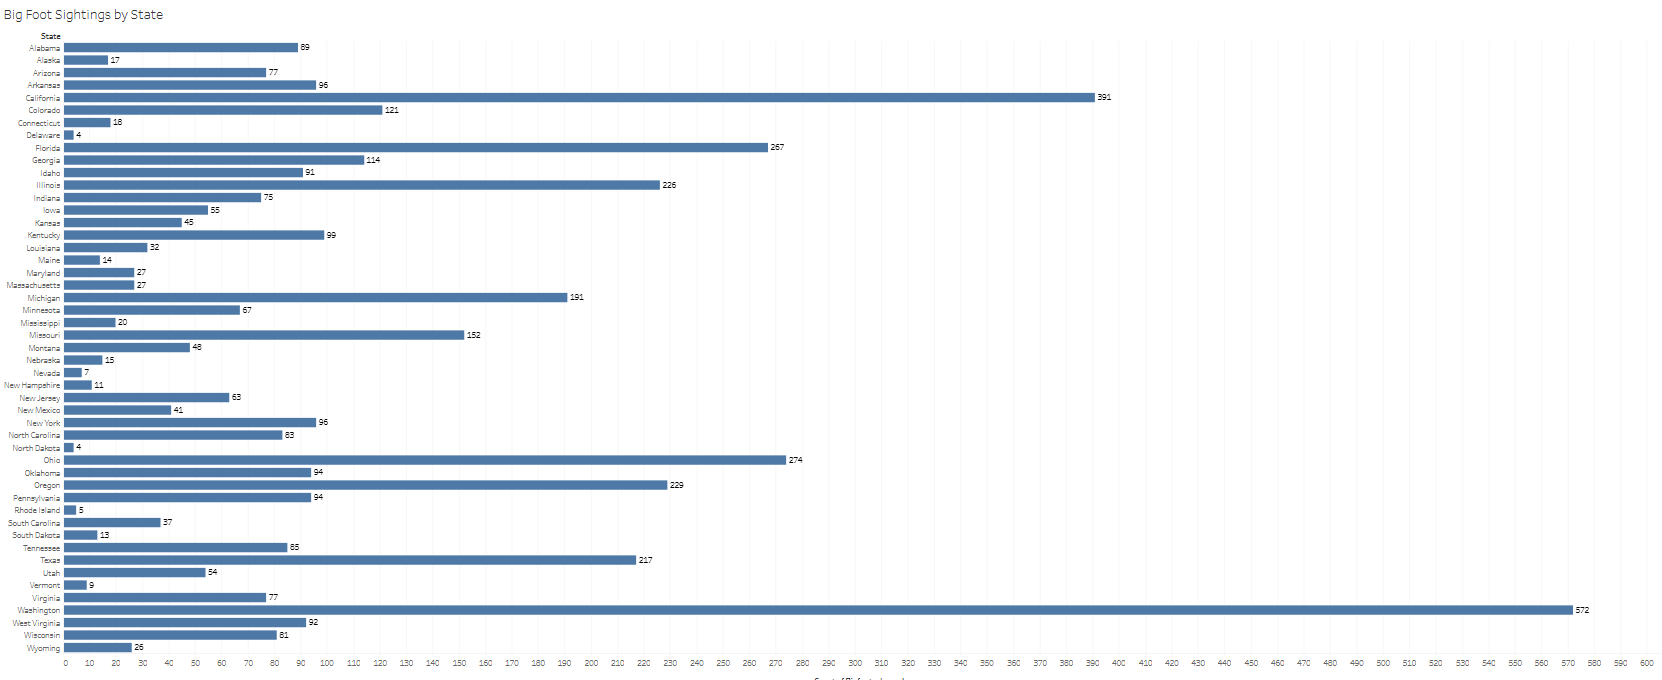 Big Foot Sightings by State
State
Alabama 89
Alaska 17
Arizona 77
Arkansas 96
California 391
Colorado 121
Connecticut 18
Delaware 4
Florida 267
Georgia 114
Idaho 91
Illinois 226
Indiana 75
Iowa 55
Kansas 45
Kentucky 99
Louisiana 32
Maine 14
Maryland 27
Massachusetts 27
Michigan 191
Minnesota 67
Mississippi 20
Missouri 152
Montana 48
Nebraska 15
Nevada 7
New Hampshire 11
New Jersey 63
New Mexico 41
New York 96
North Carolina 83
North Dakota 4
Ohio 274
Oklahoma 94
Oregon 229
Pennsylvania 94
Rhode Island 5
South Carolina 37
South Dakota 13
Tennessee 85
Texas 217
Utah 54
Vermont 9
Virginia 77
Washington 572
West Virginia 92
Wisconsin 81
Wyoming 26
0 10 20 30 40 50 60 70 80 90 100 110 120 130 140 150 160 170 180 190 200 210 220 230 240 250 260 270 280 290 300 310 320 330 340 350 360 370 380 390 400 410 420 430 440 450 460 470 480 490 500 510 520 530 540 550 560 570 580 590 600